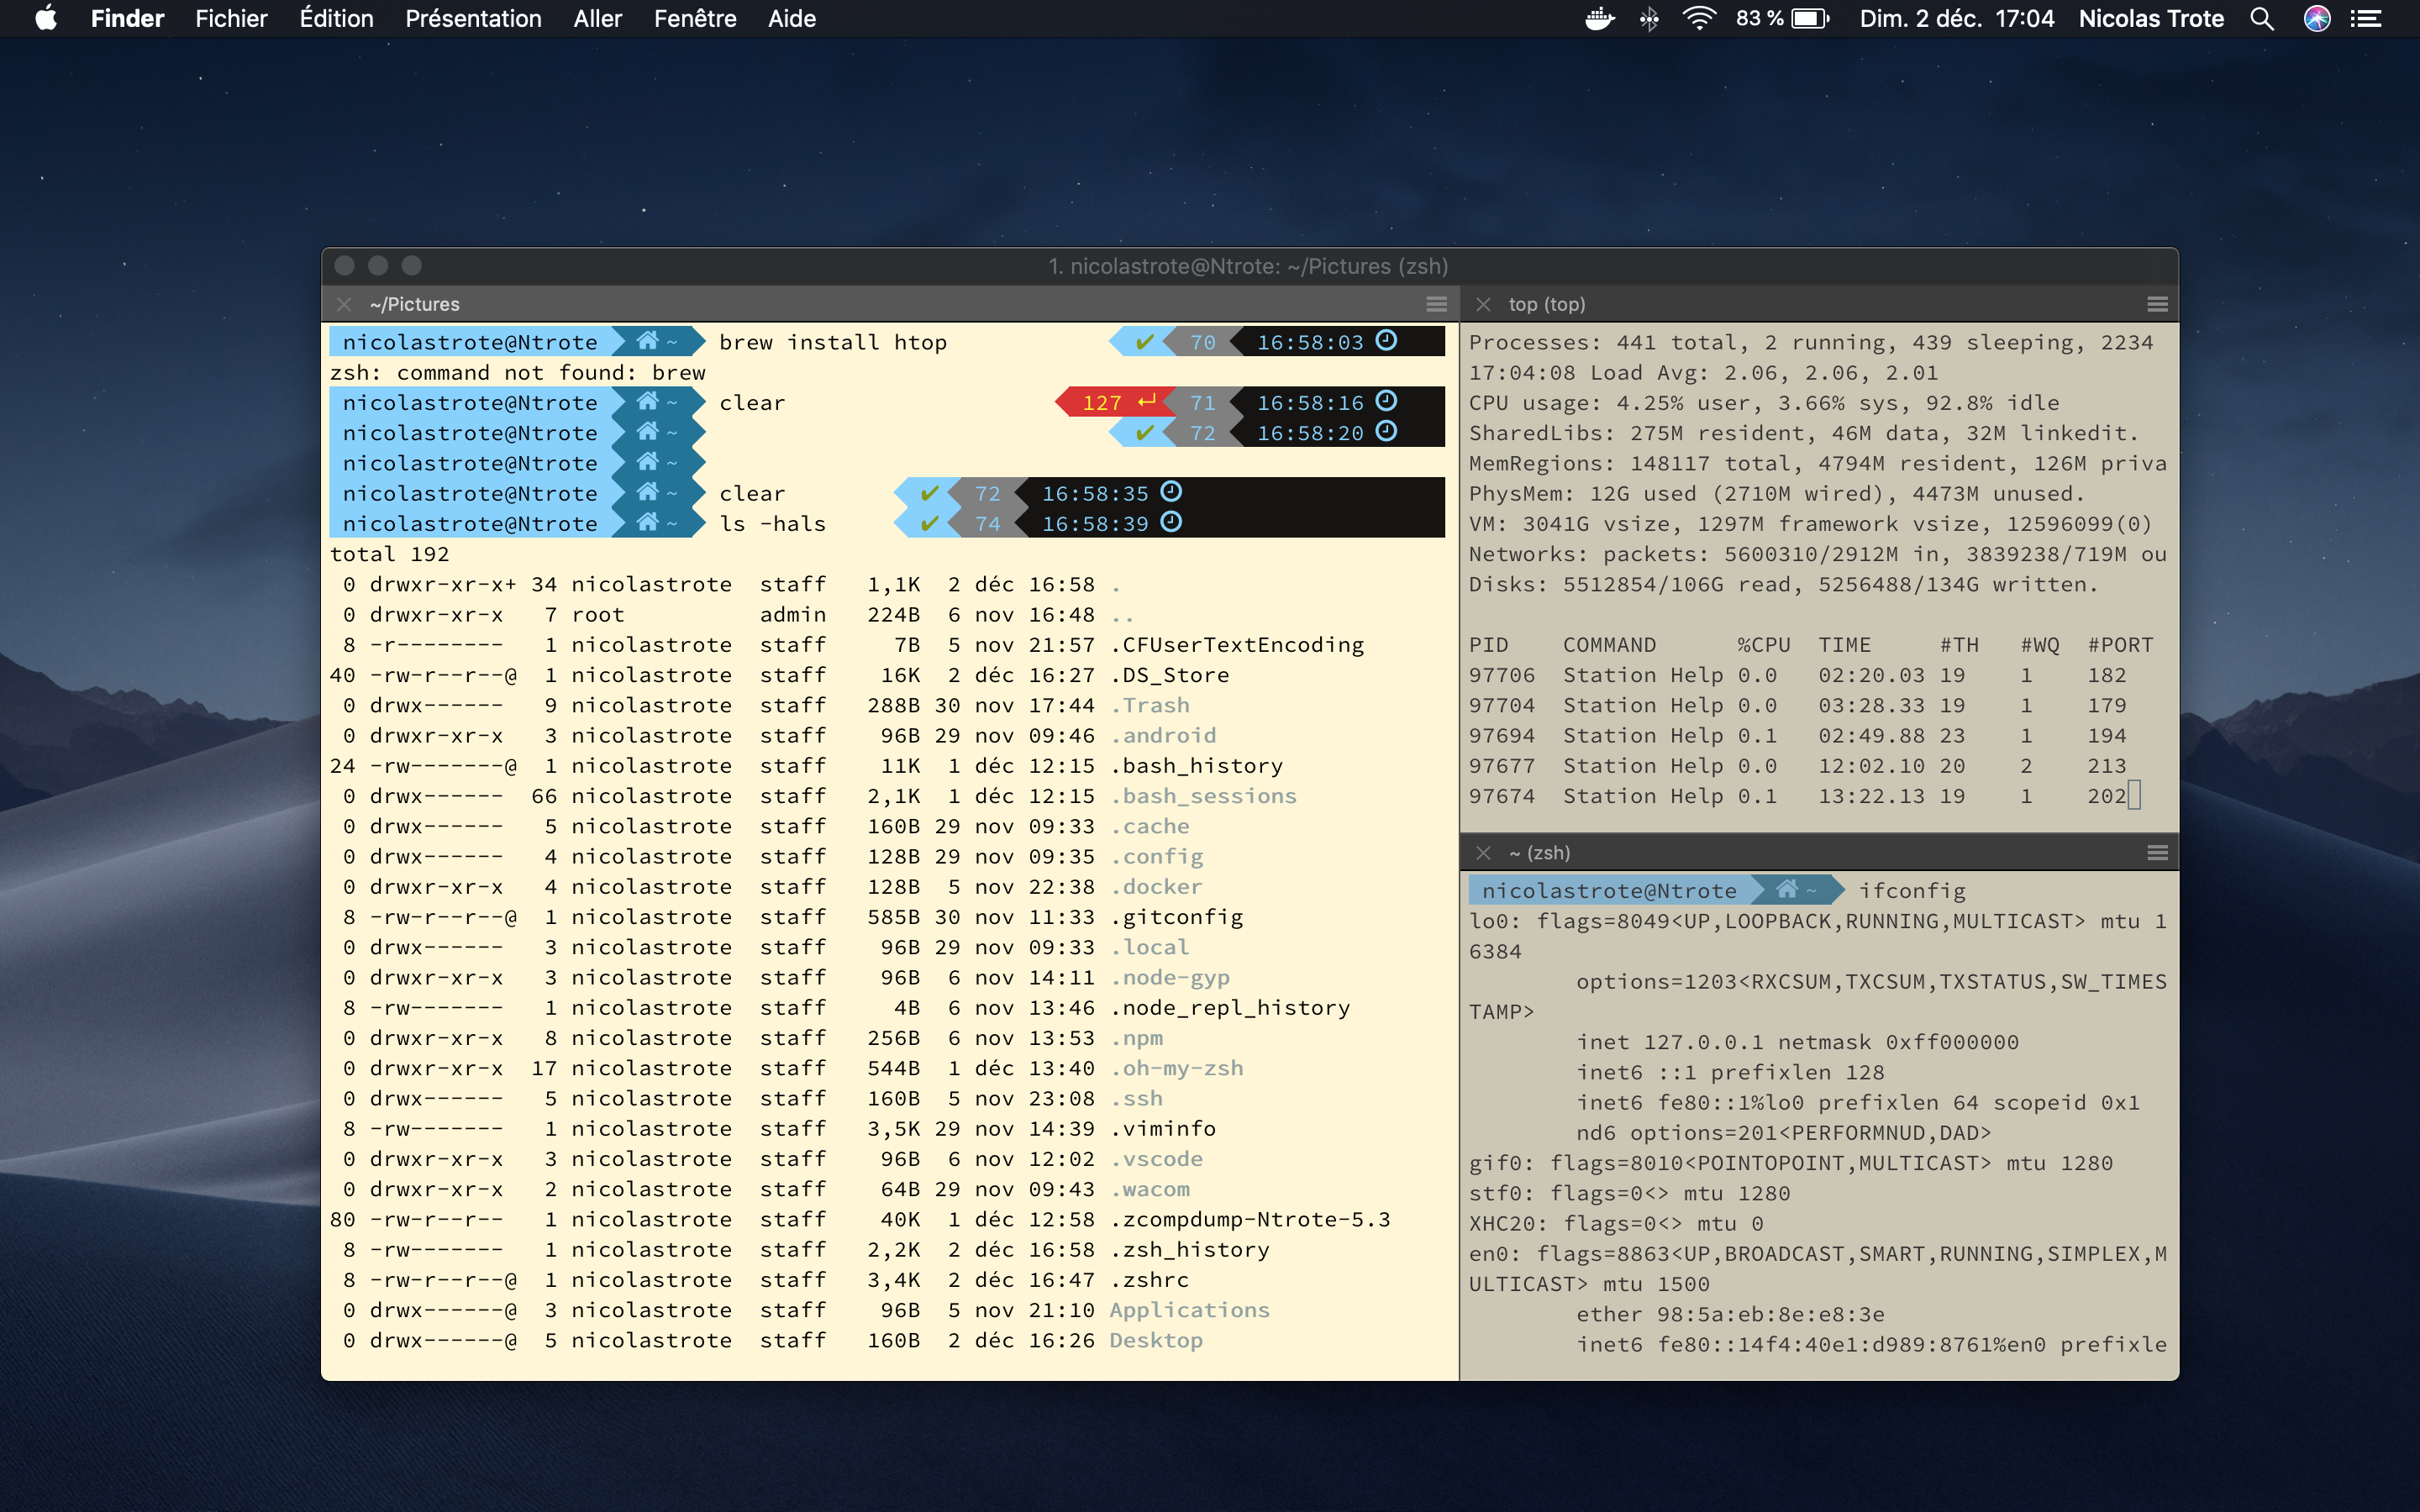 Finder Fichier Édition Présentation Aller Fenêtre Aide 83 % Dim. 2 déc. 17:04 Nicolas Trote
1. nicolastrote@Ntrote: ~/Pictures (zsh)
~/Pictures
nicolastrote@Ntrote ~ brew install htop ✔ 70 16:58:03
zsh: command not found: brew
nicolastrote@Ntrote ~ clear 127 ↵ 71 16:58:16
nicolastrote@Ntrote ~ ✔ 72 16:58:20
nicolastrote@Ntrote ~
nicolastrote@Ntrote ~ clear ✔ 72 16:58:35
nicolastrote@Ntrote ~ ls -hals ✔ 74 16:58:39
total 192
0 drwxr-xr-x+ 34 nicolastrote staff 1,1K 2 déc 16:58 .
0 drwxr-xr-x 7 root admin 224B 6 nov 16:48 ..
8 -r-------- 1 nicolastrote staff 7B 5 nov 21:57 .CFUserTextEncoding
40 -rw-r--r--@ 1 nicolastrote staff 16K 2 déc 16:27 .DS_Store
0 drwx------ 9 nicolastrote staff 288B 30 nov 17:44 .Trash
0 drwxr-xr-x 3 nicolastrote staff 96B 29 nov 09:46 .android
24 -rw-------@ 1 nicolastrote staff 11K 1 déc 12:15 .bash_history
0 drwx------ 66 nicolastrote staff 2,1K 1 déc 12:15 .bash_sessions
0 drwx------ 5 nicolastrote staff 160B 29 nov 09:33 .cache
0 drwx------ 4 nicolastrote staff 128B 29 nov 09:35 .config
0 drwxr-xr-x 4 nicolastrote staff 128B 5 nov 22:38 .docker
8 -rw-r--r--@ 1 nicolastrote staff 585B 30 nov 11:33 .gitconfig
0 drwx------ 3 nicolastrote staff 96B 29 nov 09:33 .local
0 drwxr-xr-x 3 nicolastrote staff 96B 6 nov 14:11 .node-gyp
8 -rw------- 1 nicolastrote staff 4B 6 nov 13:46 .node_repl_history
0 drwxr-xr-x 8 nicolastrote staff 256B 6 nov 13:53 .npm
0 drwxr-xr-x 17 nicolastrote staff 544B 1 déc 13:40 .oh-my-zsh
0 drwx------ 5 nicolastrote staff 160B 5 nov 23:08 .ssh
8 -rw------- 1 nicolastrote staff 3,5K 29 nov 14:39 .viminfo
0 drwxr-xr-x 3 nicolastrote staff 96B 6 nov 12:02 .vscode
0 drwxr-xr-x 2 nicolastrote staff 64B 29 nov 09:43 .wacom
80 -rw-r--r-- 1 nicolastrote staff 40K 1 déc 12:58 .zcompdump-Ntrote-5.3
8 -rw------- 1 nicolastrote staff 2,2K 2 déc 16:58 .zsh_history
8 -rw-r--r--@ 1 nicolastrote staff 3,4K 2 déc 16:47 .zshrc
0 drwx------@ 3 nicolastrote staff 96B 5 nov 21:10 Applications
0 drwx------@ 5 nicolastrote staff 160B 2 déc 16:26 Desktop
top (top)
Processes: 441 total, 2 running, 439 sleeping, 2234
17:04:08 Load Avg: 2.06, 2.06, 2.01
CPU usage: 4.25% user, 3.66% sys, 92.8% idle
SharedLibs: 275M resident, 46M data, 32M linkedit.
MemRegions: 148117 total, 4794M resident, 126M priva
PhysMem: 12G used (2710M wired), 4473M unused.
VM: 3041G vsize, 1297M framework vsize, 12596099(0)
Networks: packets: 5600310/2912M in, 3839238/719M ou
Disks: 5512854/106G read, 5256488/134G written.
PID COMMAND %CPU TIME #TH #WQ #PORT
97706 Station Help 0.0 02:20.03 19 1 182
97704 Station Help 0.0 03:28.33 19 1 179
97694 Station Help 0.1 02:49.88 23 1 194
97677 Station Help 0.0 12:02.10 20 2 213
97674 Station Help 0.1 13:22.13 19 1 202
~ (zsh)
nicolastrote@Ntrote ~ ifconfig
lo0: flags=8049<UP,LOOPBACK,RUNNING,MULTICAST> mtu 1
6384
options=1203<RXCSUM,TXCSUM,TXSTATUS,SW_TIMES
TAMP>
inet 127.0.0.1 netmask 0xff000000
inet6 ::1 prefixlen 128
inet6 fe80::1%lo0 prefixlen 64 scopeid 0x1
nd6 options=201<PERFORMNUD,DAD>
gif0: flags=8010<POINTOPOINT,MULTICAST> mtu 1280
stf0: flags=0<> mtu 1280
XHC20: flags=0<> mtu 0
en0: flags=8863<UP,BROADCAST,SMART,RUNNING,SIMPLEX,M
ULTICAST> mtu 1500
ether 98:5a:eb:8e:e8:3e
inet6 fe80::14f4:40e1:d989:8761%en0 prefixle